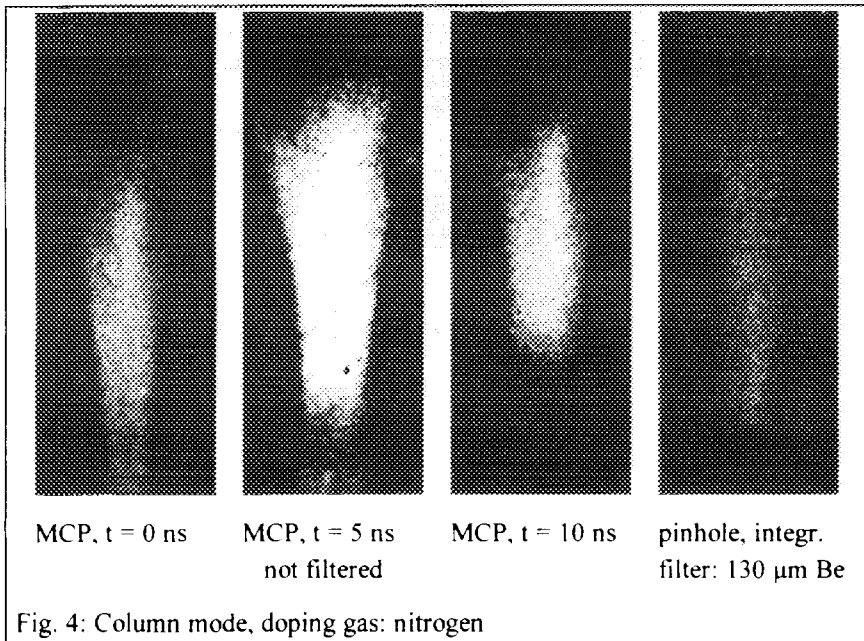 MCP, t = 0 ns
MCP, t = 5 ns
not filtered
MCP, t = 10 ns
pinhole, integr.
filter: 130 µm Be
Fig. 4: Column mode, doping gas: nitrogen